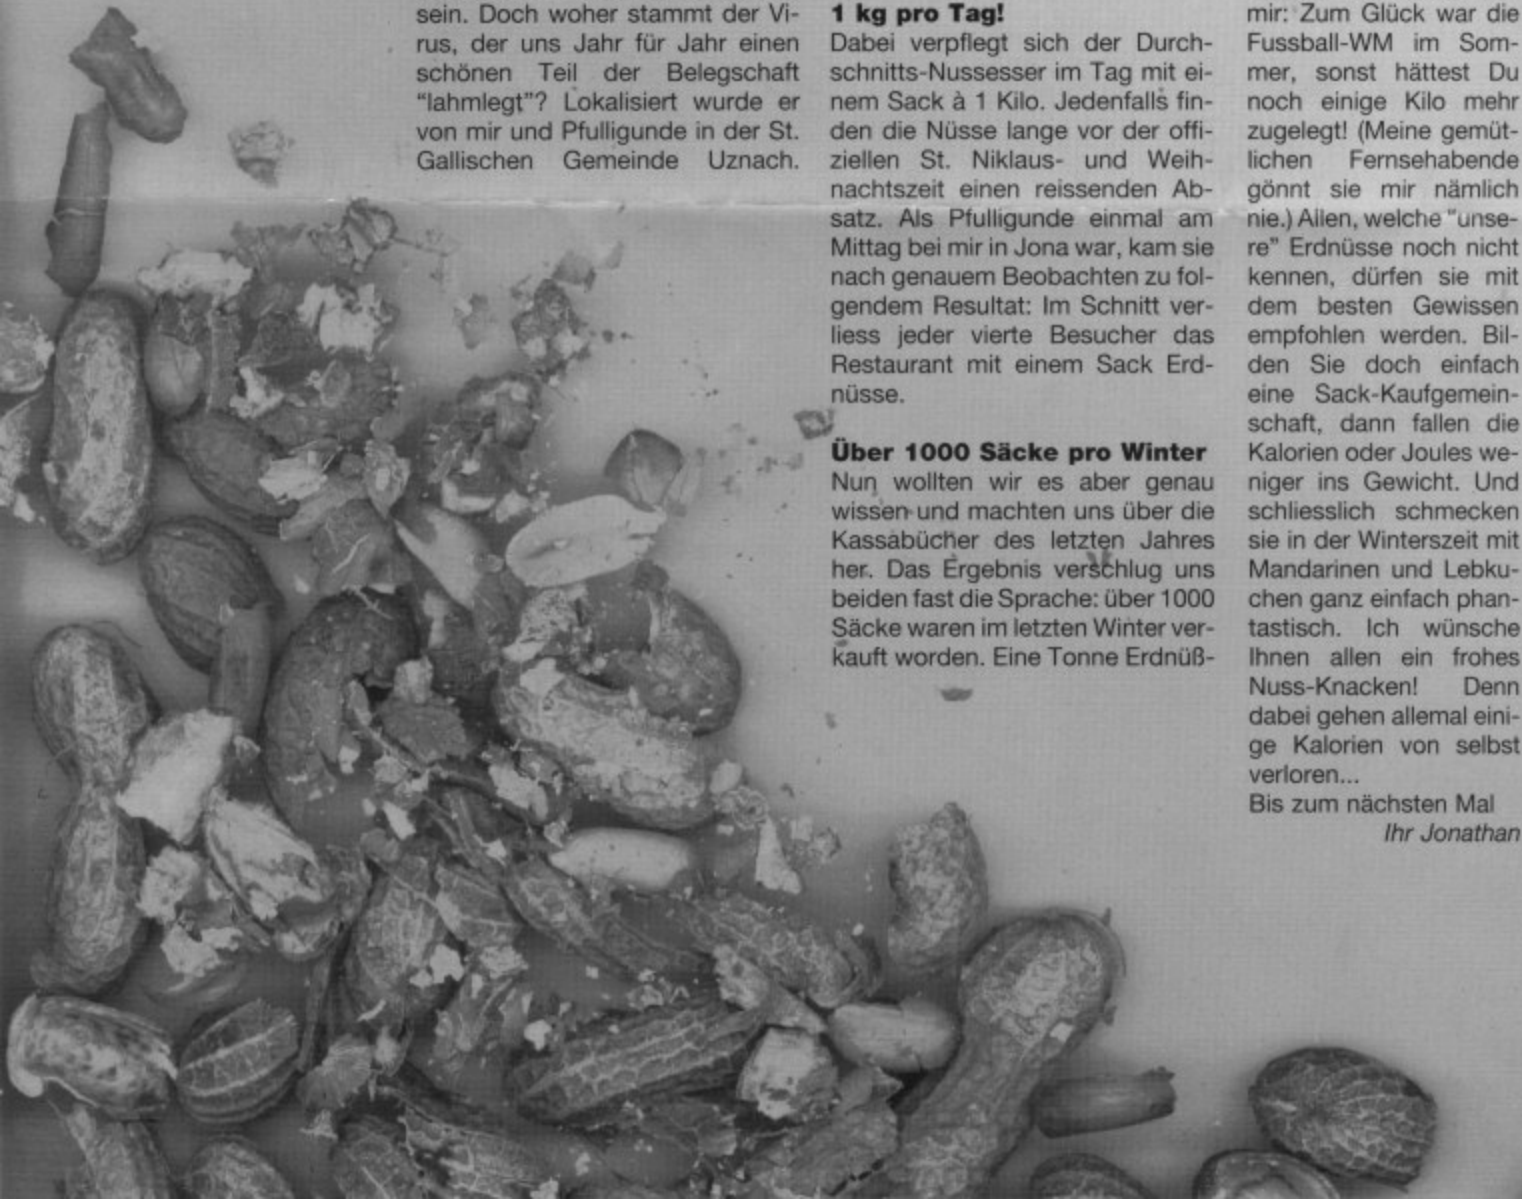 sein. Doch woher stammt der Vi-
rus, der uns Jahr für Jahr einen
schönen Teil der Belegschaft
“lahmlegt”? Lokalisiert wurde er
von mir und Pfulligunde in der St.
Gallischen Gemeinde Uznach.
1 kg pro Tag!
Dabei verpflegt sich der Durch-
schnitts-Nussesser im Tag mit ei-
nem Sack à 1 Kilo. Jedenfalls fin-
den die Nüsse lange vor der offi-
ziellen St. Niklaus- und Weih-
nachtszeit einen reissenden Ab-
satz. Als Pfulligunde einmal am
Mittag bei mir in Jona war, kam sie
nach genauem Beobachten zu fol-
gendem Resultat: Im Schnitt ver-
liess jeder vierte Besucher das
Restaurant mit einem Sack Erd-
nüsse.
Über 1000 Säcke pro Winter
Nun wollten wir es aber genau
wissen und machten uns über die
Kassabücher des letzten Jahres
her. Das Ergebnis verschlug uns
beiden fast die Sprache: über 1000
Säcke waren im letzten Winter ver-
kauft worden. Eine Tonne Erdnüß-
mir: Zum Glück war die
Fussball-WM im Som-
mer, sonst hättest Du
noch einige Kilo mehr
zugelegt! (Meine gemüt-
lichen Fernsehabende
gönnt sie mir nämlich
nie.) Allen, welche “unse-
re” Erdnüsse noch nicht
kennen, dürfen sie mit
dem besten Gewissen
empfohlen werden. Bil-
den Sie doch einfach
eine Sack-Kaufgemein-
schaft, dann fallen die
Kalorien oder Joules we-
niger ins Gewicht. Und
schliesslich schmecken
sie in der Winterszeit mit
Mandarinen und Lebku-
chen ganz einfach phan-
tastisch. Ich wünsche
Ihnen allen ein frohes
Nuss-Knacken! Denn
dabei gehen allemal eini-
ge Kalorien von selbst
verloren...
Bis zum nächsten Mal
Ihr Jonathan